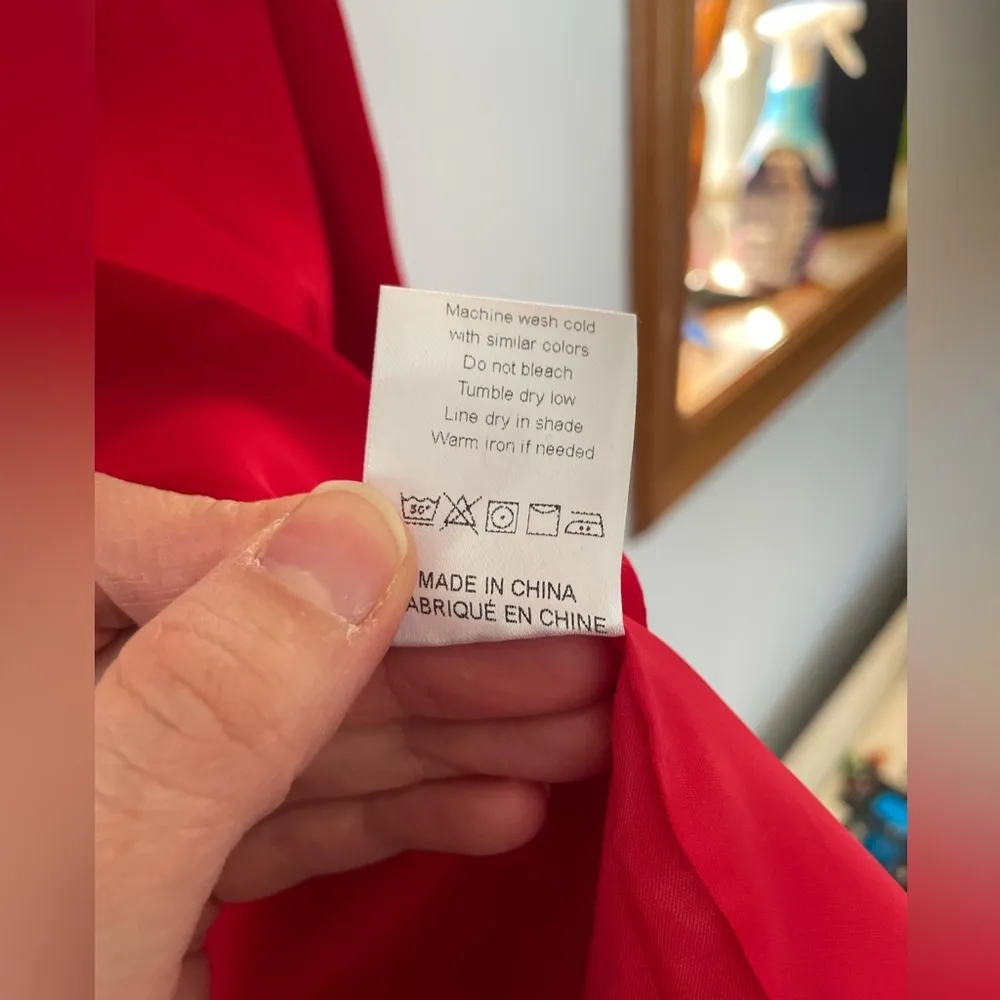 Machine wash cold
with similar colors
Do not bleach
Tumble dry low
Line dry in shade
Warm iron if needed
30°
MADE IN CHINA
ABRIQUÉ EN CHINE